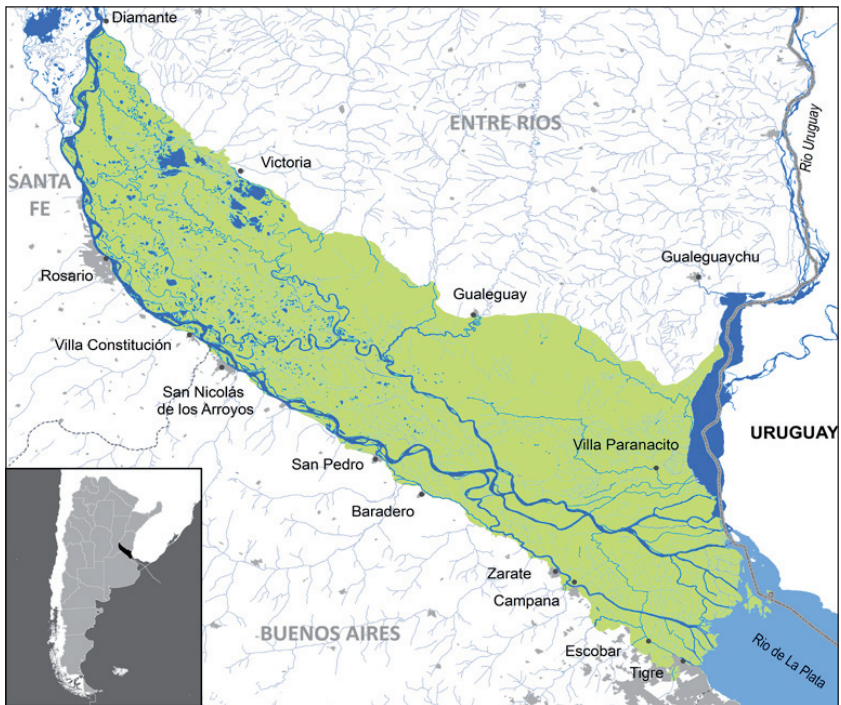 Diamante
ENTRE RIOS
Río Uruguay
Victoria
SANTA
FE
Rosario
Gualeguaychu
Gualeguay
Villa Constitución
San Nicolás
de los Arroyos
URUGUAY
Villa Paranacito
San Pedro
Baradero
Zarate
Campana
BUENOS AIRES
Escobar
Tigre
Rio de La Plata